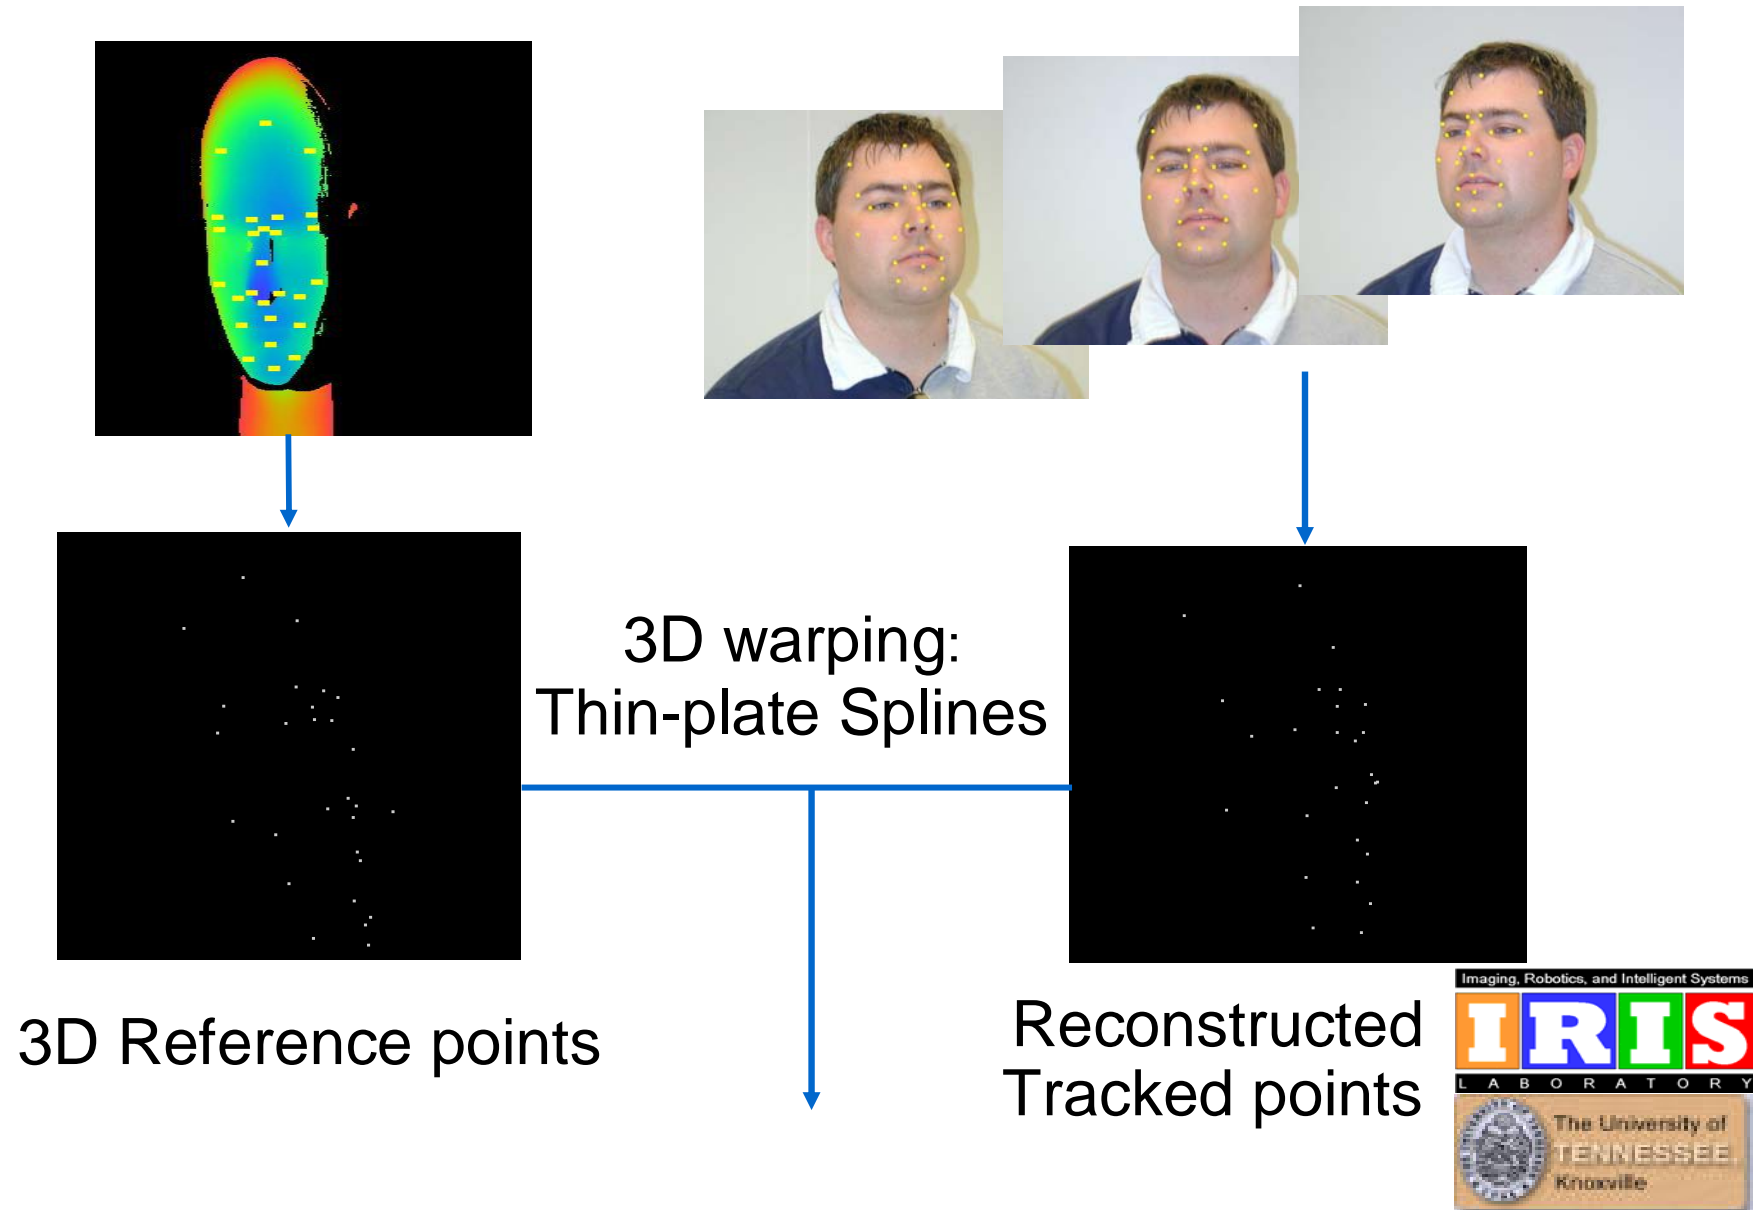 3D warping:
Thin-plate Splines
3D Reference points
Reconstructed
Tracked points
Imaging, Robotics, and Intelligent Systems
IRIS
LABORATORY
The University of
TENNESSEE
Knoxville